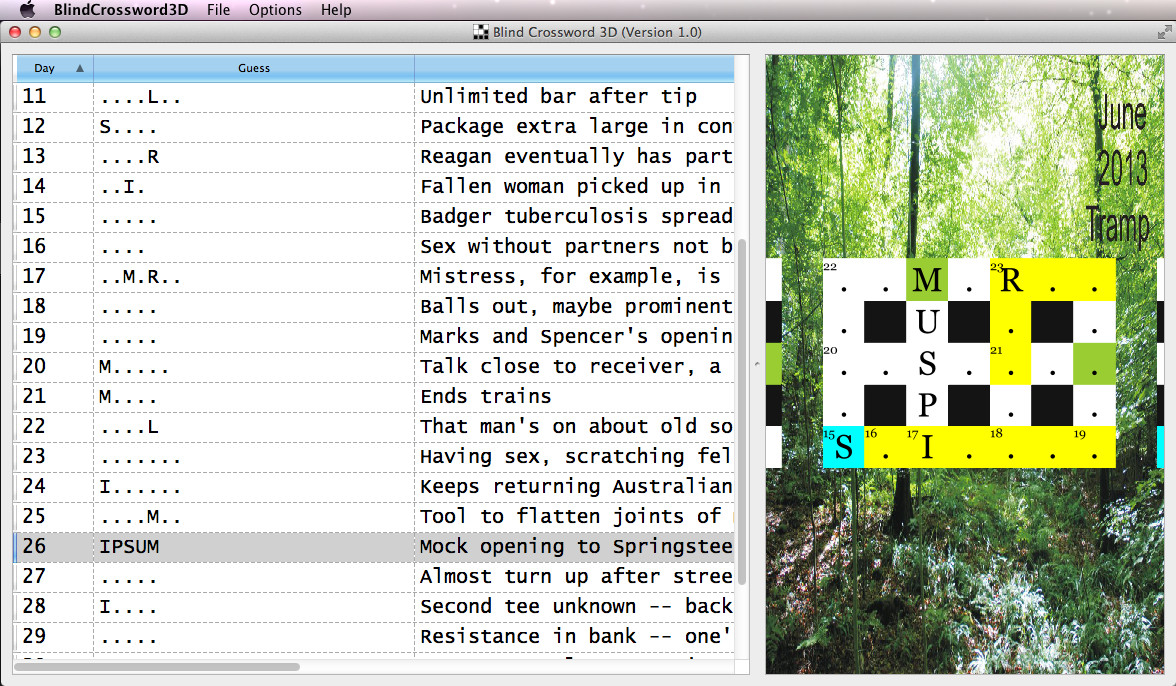 BlindCrossword3D File Options Help
Blind Crossword 3D (Version 1.0)
Day Guess
11 ....L.. Unlimited bar after tip
12 S.... Package extra large in con
13 ....R Reagan eventually has part
14 ..I. Fallen woman picked up in
15 ..... Badger tuberculosis spread
16 .... Sex without partners not b
17 ..M.R.. Mistress, for example, is
18 ..... Balls out, maybe prominent
19 ..... Marks and Spencer's openin
20 M..... Talk close to receiver, a
21 M.... Ends trains
22 ....L That man's on about old so
23 ....... Having sex, scratching fel
24 I...... Keeps returning Australian
25 ....M.. Tool to flatten joints of
26 IPSUM Mock opening to Springstee
27 ..... Almost turn up after stree
28 I.... Second tee unknown -- back
29 ..... Resistance in bank -- one'
June
2013
Tramp
22 . . M . 23 R . .
. U . .
20 . . S . 21 . . .
. P . .
15 S 16 . 17 I . 18 . . 19 .